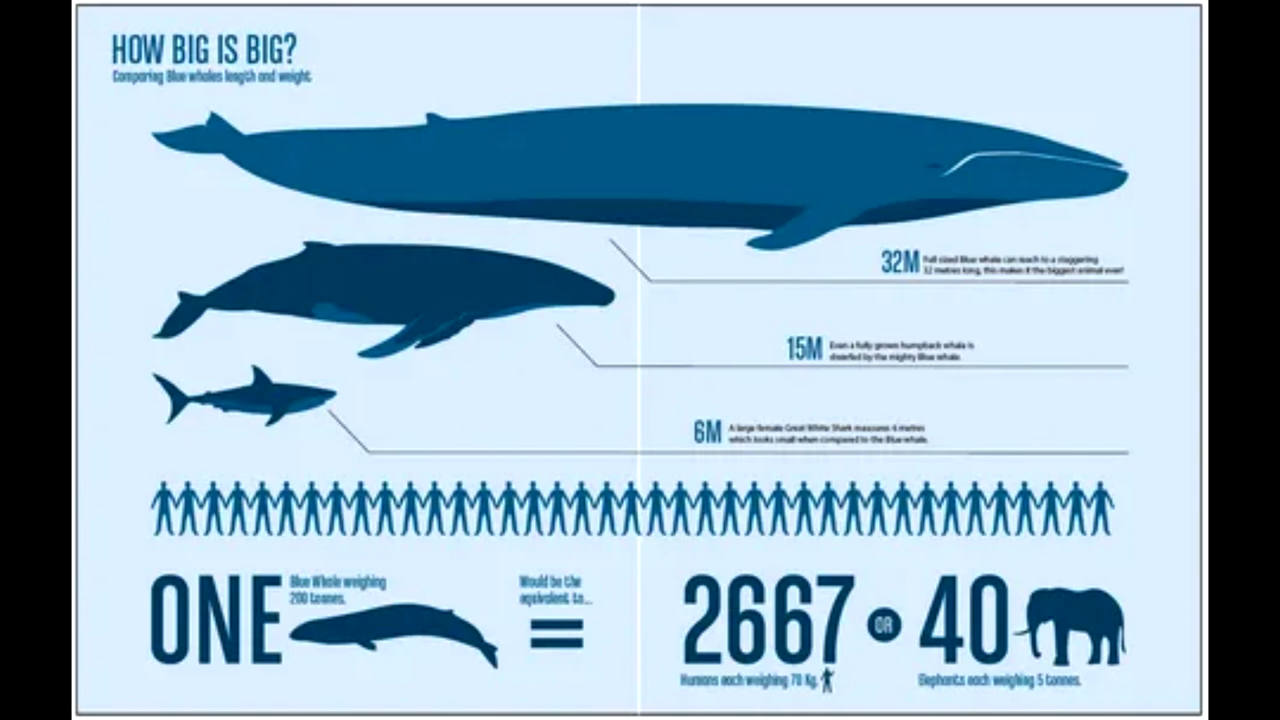 HOW BIG IS BIG?
Comparing Blue whales length and weight
32M
Full sized Blue whale can reach to a staggering
32 metres long, this makes it the biggest animal ever!
15M
Even a fully grown humpback whale is
dwarfed by the mighty Blue whale.
6M
A large female Great White Shark measures 6 metres
which looks small when compared to the Blue whale.
ONE
Blue Whale weighing
200 tonnes.
Would be the
equivalent to...
=
2667
Humans each weighing 70 Kg.
OR
40
Elephants each weighing 5 tonnes.